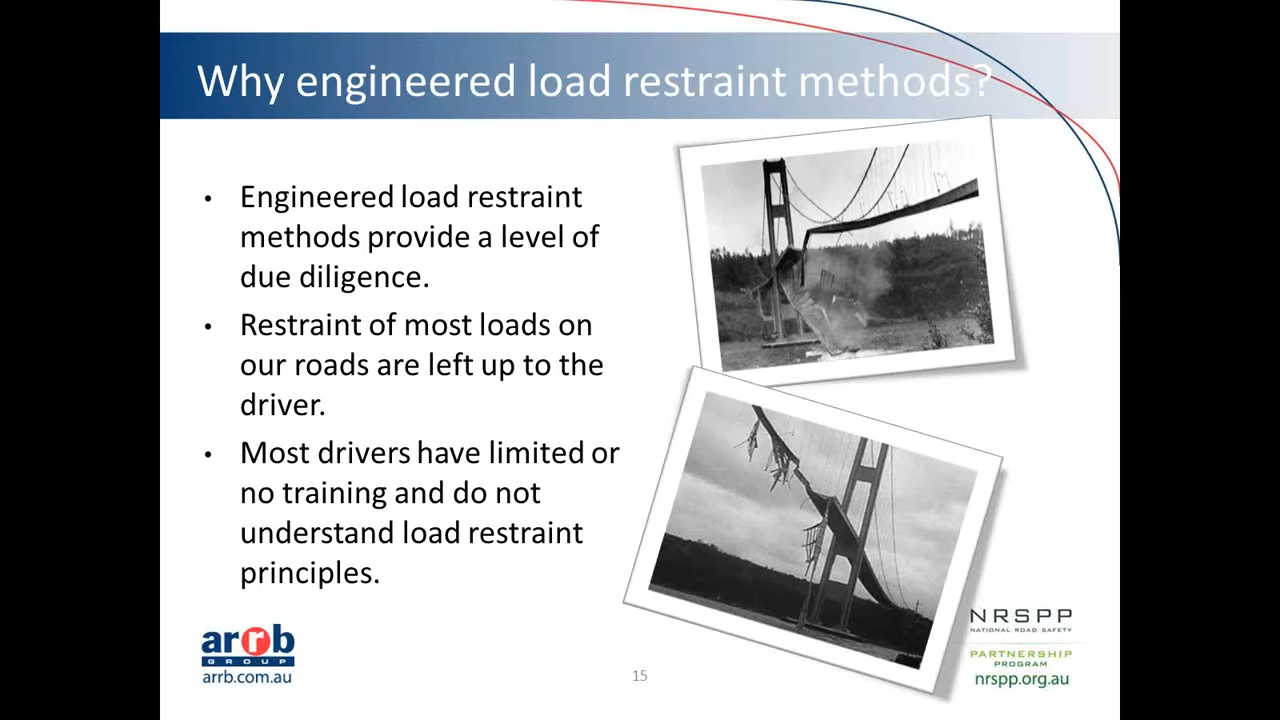 Why engineered load restraint methods?
• Engineered load restraint
methods provide a level of
due diligence.
• Restraint of most loads on
our roads are left up to the
driver.
• Most drivers have limited or
no training and do not
understand load restraint
principles.
arrb
GROUP
arrb.com.au
15
NRSPP
NATIONAL ROAD SAFETY
PARTNERSHIP
PROGRAM
nrspp.org.au